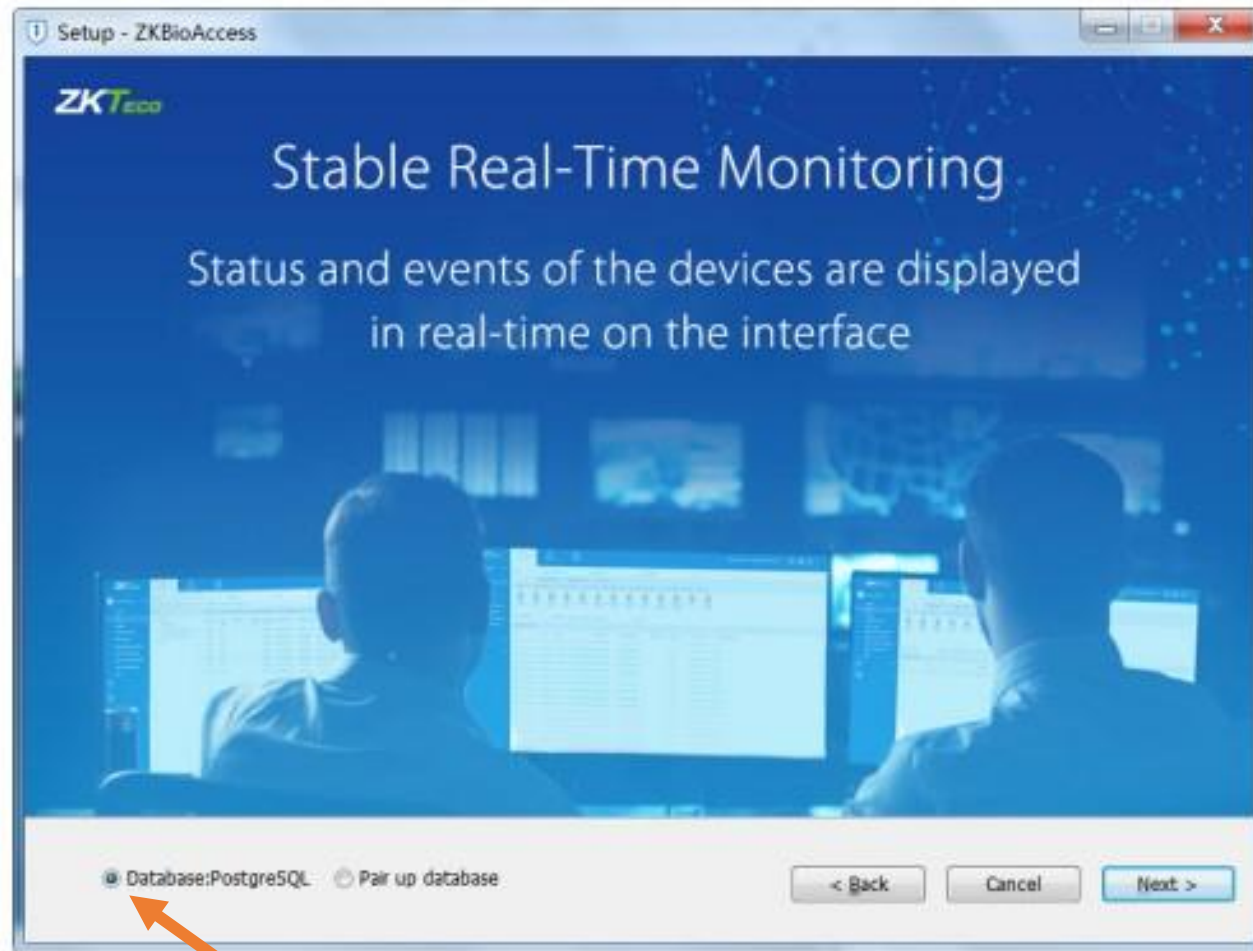 Setup - ZKBioAccess
ZKTeco
Stable Real-Time Monitoring
Status and events of the devices are displayed
in real-time on the interface
Database:PostgreSQL Pair up database < Back Cancel Next >